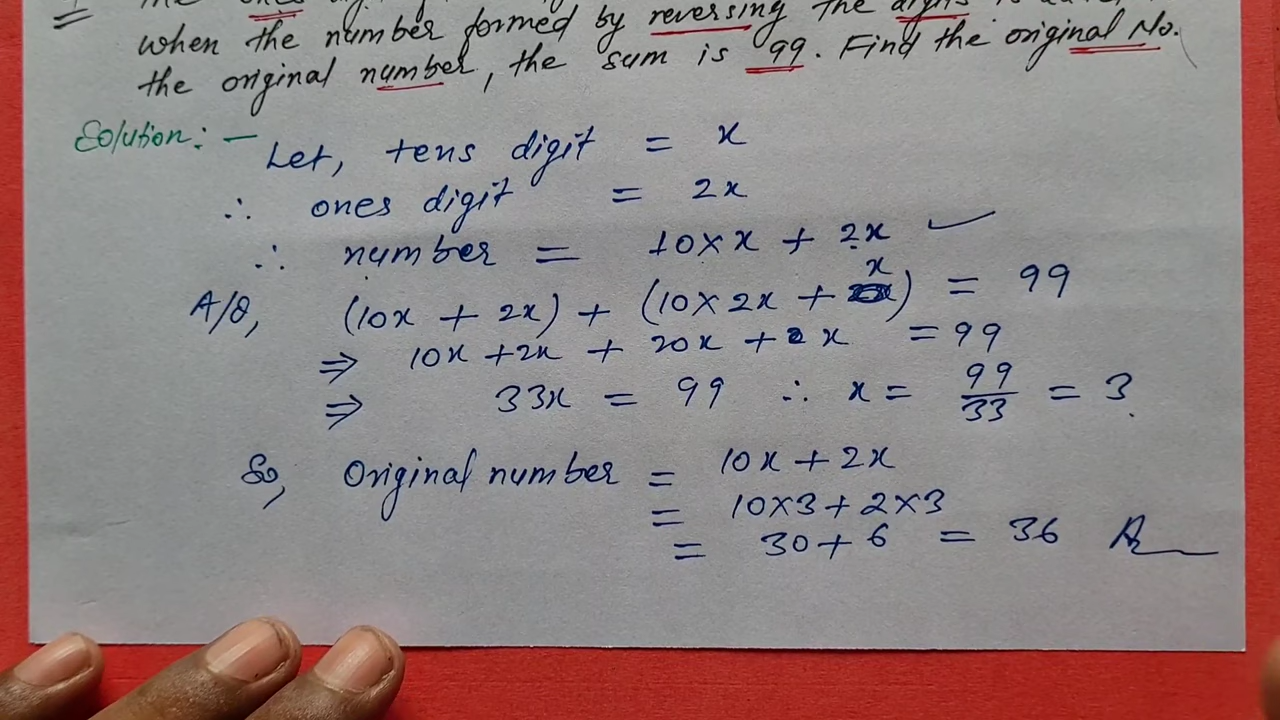 the ones
when the number formed by reversing the digits is
the original number, the sum is 99. Find the original No.
Solution: -
Let, tens digit = x
∴ ones digit = 2x
∴ number = 10 × x + 2x ✓
A/Q, (10x + 2x) + (10 × 2x + x) = 99
⇒ 10x + 2x + 20x + x = 99
⇒ 33x = 99 ∴ x = 99/33 = 3.
So, Original number = 10x + 2x
= 10×3 + 2×3
= 30 + 6 = 36